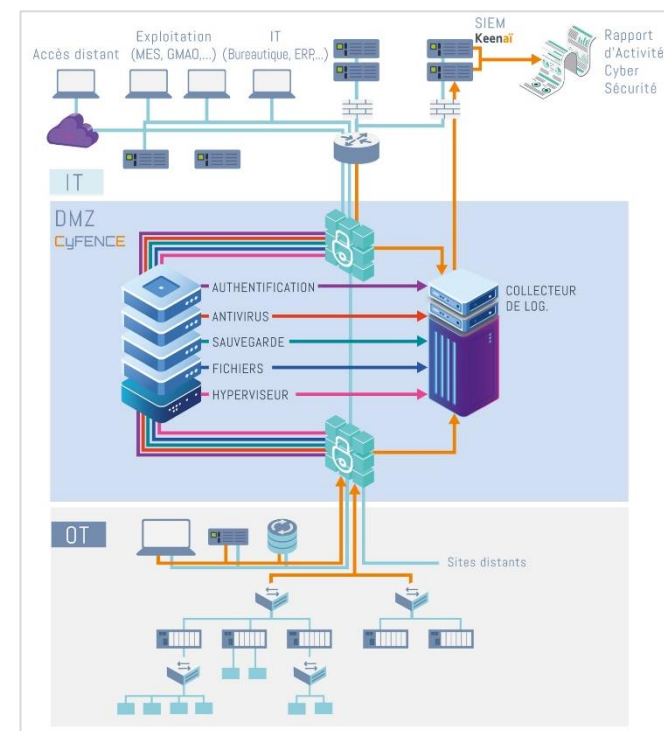 Accès distant
Exploitation
(MES, GMAO,...)
IT
(Bureautique, ERP,...)
SIEM
Keenaï
Rapport
d'Activité
Cyber
Sécurité
IT
DMZ
CyFENCE
AUTHENTIFICATION
ANTIVIRUS
SAUVEGARDE
FICHIERS
HYPERVISEUR
COLLECTEUR
DE LOG.
OT
Sites distants